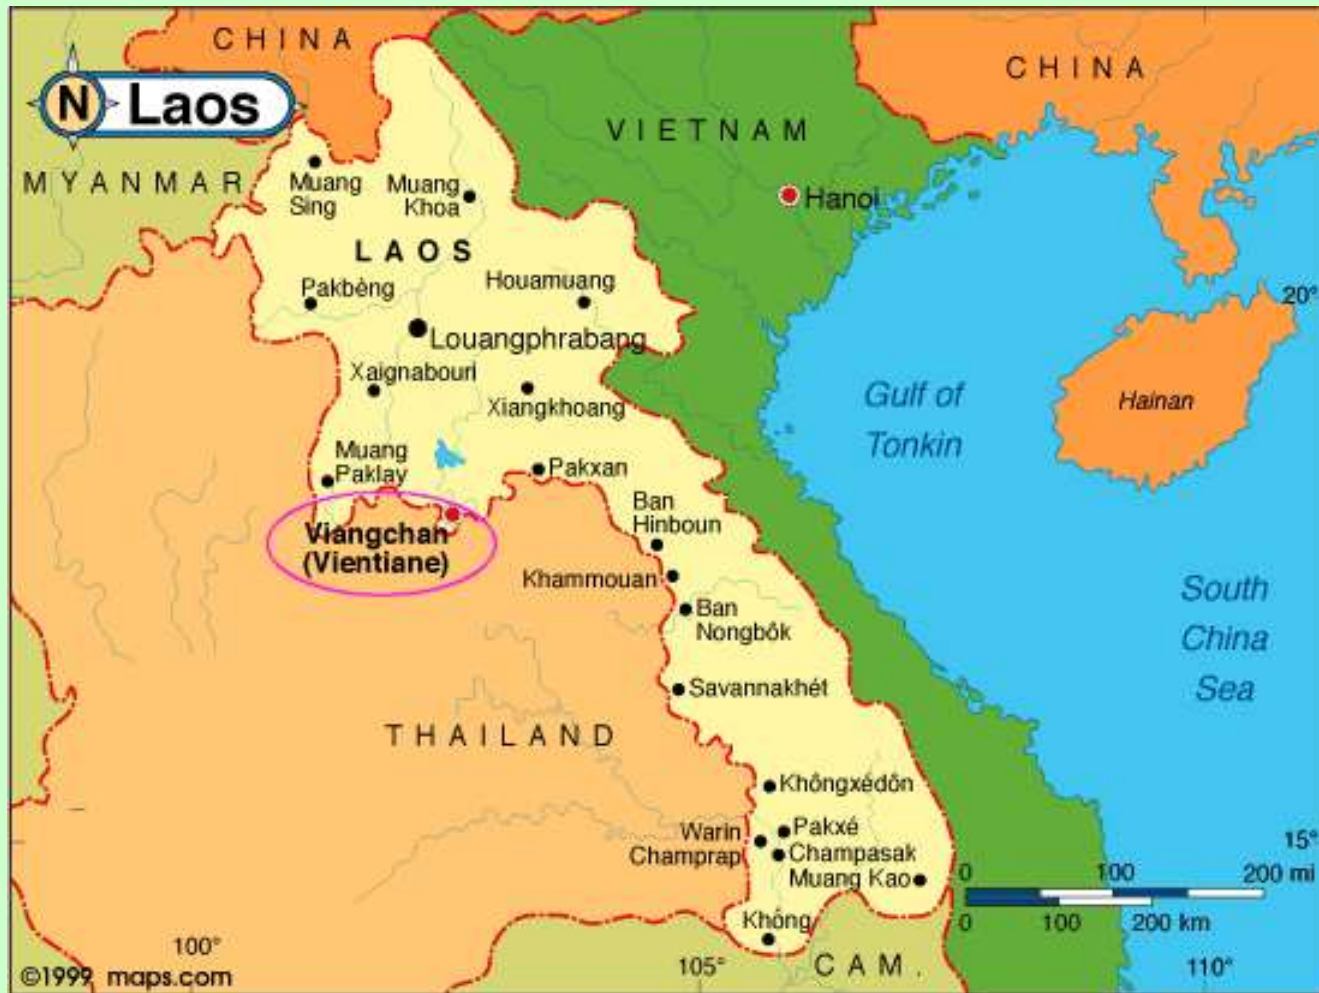 CHINA
CHINA
N
Laos
VIETNAM
MYANMAR
Muang
Sing
Muang
Khoa
Hanoi
LAOS
Pakbèng
Houamuang
20°
Louangphrabang
Xaignabouri
Xiangkhoang
Gulf of
Tonkin
Hainan
Muang
Paklay
Pakxan
Ban
Hinboun
Viangchan
(Vientiane)
Khammouan
Ban
Nongbôk
South
China
Sea
Savannakhét
THAILAND
Khôngxédôn
Warin
Champrap
Pakxé
Champasak
Muang Kao
15°
0 100 200 mi
0 100 200 km
Không
CAM.
100°
105°
110°
©1999 maps.com